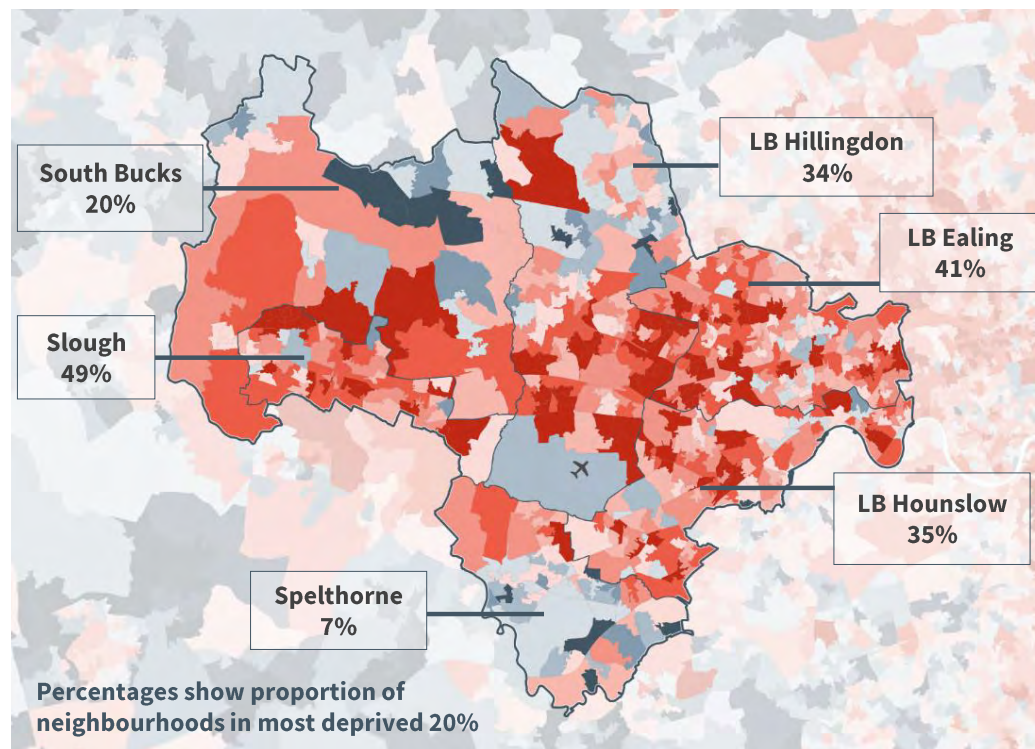 South Bucks
20%
LB Hillingdon
34%
LB Ealing
41%
Slough
49%
LB Hounslow
35%
Spelthorne
7%
Percentages show proportion of
neighbourhoods in most deprived 20%